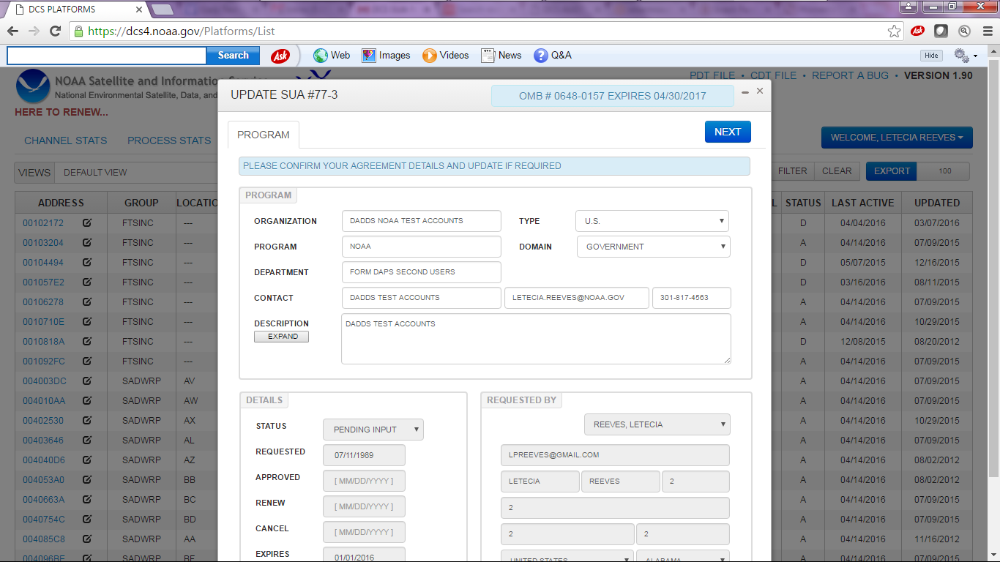 DCS PLATFORMS
https://dcs4.noaa.gov/Platforms/List
Ask
Search Ask Web Images Videos News Q&A Hide
PDT FILE • CDT FILE • REPORT A BUG • VERSION 1.90
NOAA Satellite and Information
National Environmental Satellite, Data, and
HERE TO RENEW...
CHANNEL STATS PROCESS STATS
WELCOME, LETECIA REEVES
VIEWS DEFAULT VIEW
FILTER CLEAR EXPORT 100
ADDRESS GROUP LOCATIO L STATUS LAST ACTIVE UPDATED
00102172 FTSINC --- D 04/04/2016 03/07/2016
00103204 FTSINC --- A 04/14/2016 07/09/2015
00104494 FTSINC --- D 05/07/2015 12/16/2015
001057E2 FTSINC --- D 03/16/2016 08/11/2015
00106278 FTSINC --- A 04/14/2016 07/09/2015
0010710E FTSINC --- A 04/14/2016 10/29/2015
0010818A FTSINC --- D 12/08/2015 08/20/2012
001092FC FTSINC --- A 04/14/2016 07/09/2015
004003DC SADWRP AV A 04/14/2016 07/09/2015
004010AA SADWRP AW A 04/14/2016 07/09/2015
00402530 SADWRP AX A 04/14/2016 10/29/2015
00403646 SADWRP AL A 04/14/2016 07/09/2015
004040D6 SADWRP AZ A 04/14/2016 08/02/2012
004053A0 SADWRP BB A 04/14/2016 08/02/2012
0040663A SADWRP BC A 04/14/2016 07/09/2015
0040754C SADWRP BD A 04/14/2016 07/09/2015
004085C8 SADWRP AA A 04/14/2016 11/16/2012
004096BE SADWRP BE A 04/14/2016 07/09/2015
UPDATE SUA #77-3
OMB # 0648-0157 EXPIRES 04/30/2017
PROGRAM
NEXT
PLEASE CONFIRM YOUR AGREEMENT DETAILS AND UPDATE IF REQUIRED
PROGRAM
ORGANIZATION DADDS NOAA TEST ACCOUNTS TYPE U.S.
PROGRAM NOAA DOMAIN GOVERNMENT
DEPARTMENT FORM DAPS SECOND USERS
CONTACT DADDS TEST ACCOUNTS LETECIA.REEVES@NOAA.GOV 301-817-4563
DESCRIPTION DADDS TEST ACCOUNTS
EXPAND
DETAILS
STATUS PENDING INPUT
REQUESTED 07/11/1989
APPROVED [ MM/DD/YYYY ]
RENEW [ MM/DD/YYYY ]
CANCEL [ MM/DD/YYYY ]
EXPIRES 01/01/2016
REQUESTED BY
REEVES, LETECIA
LPREEVES@GMAIL.COM
LETECIA REEVES 2
2
2 2
UNITED STATES ALABAMA